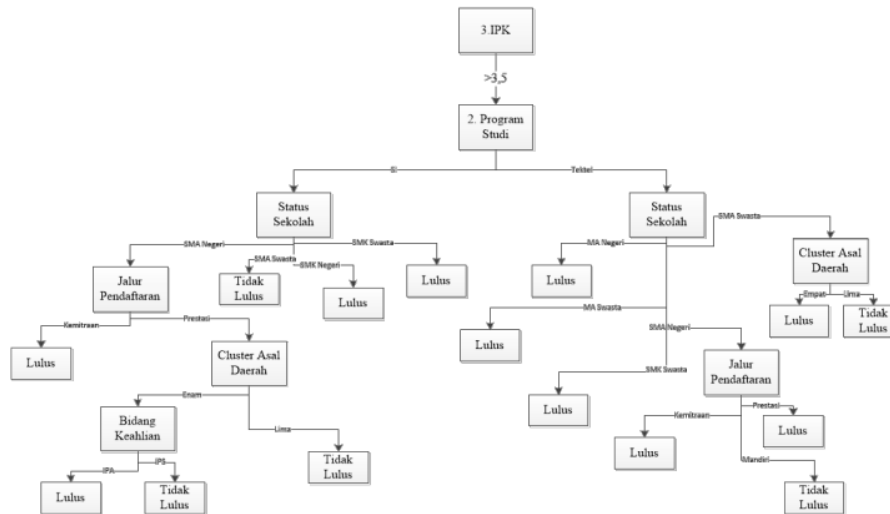 3.IPK
>3,5
2. Program
Studi
SI
Tektel
Status
Sekolah
Status
Sekolah
SMA Swasta
SMA Negeri
SMK Swasta
MA Negeri
SMA Swasta
SMK Negeri
Cluster Asal
Daerah
Jalur
Pendaftaran
Tidak
Lulus
Lulus
Lulus
Lulus
Empat
Lima
Kemitraan
Prestasi
MA Swasta
Lulus
Tidak
Lulus
Lulus
Cluster Asal
Daerah
Lulus
SMA Negeri
SMK Swasta
Jalur
Pendaftaran
Enam
Lulus
Bidang
Keahlian
Lima
Kemitraan
Prestasi
Lulus
Lulus
IPA
IPS
Tidak
Lulus
Mandiri
Lulus
Tidak
Lulus
Tidak
Lulus